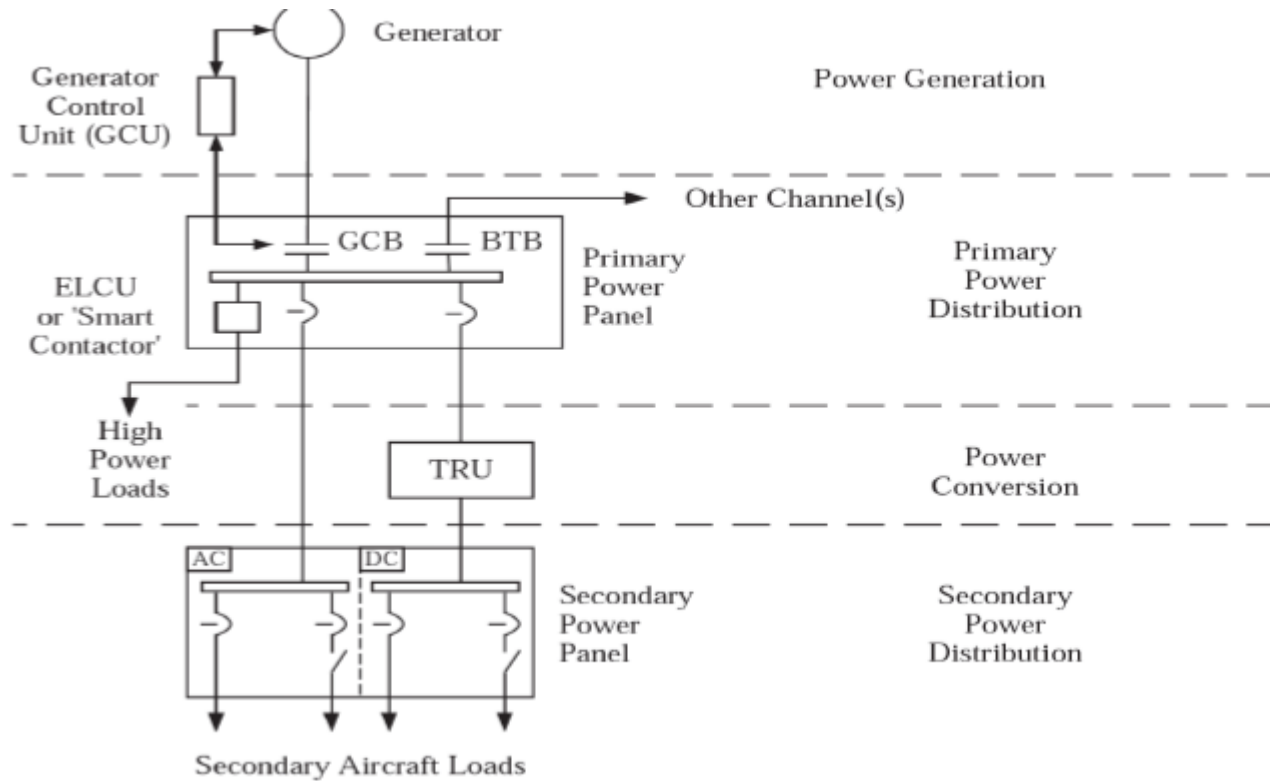 Generator
Generator
Control
Unit (GCU)
Power Generation
Other Channel(s)
GCB
BTB
Primary
Power
Panel
Primary
Power
Distribution
ELCU
or 'Smart
Contactor'
High
Power
Loads
TRU
Power
Conversion
AC
DC
Secondary
Power
Panel
Secondary
Power
Distribution
Secondary Aircraft Loads